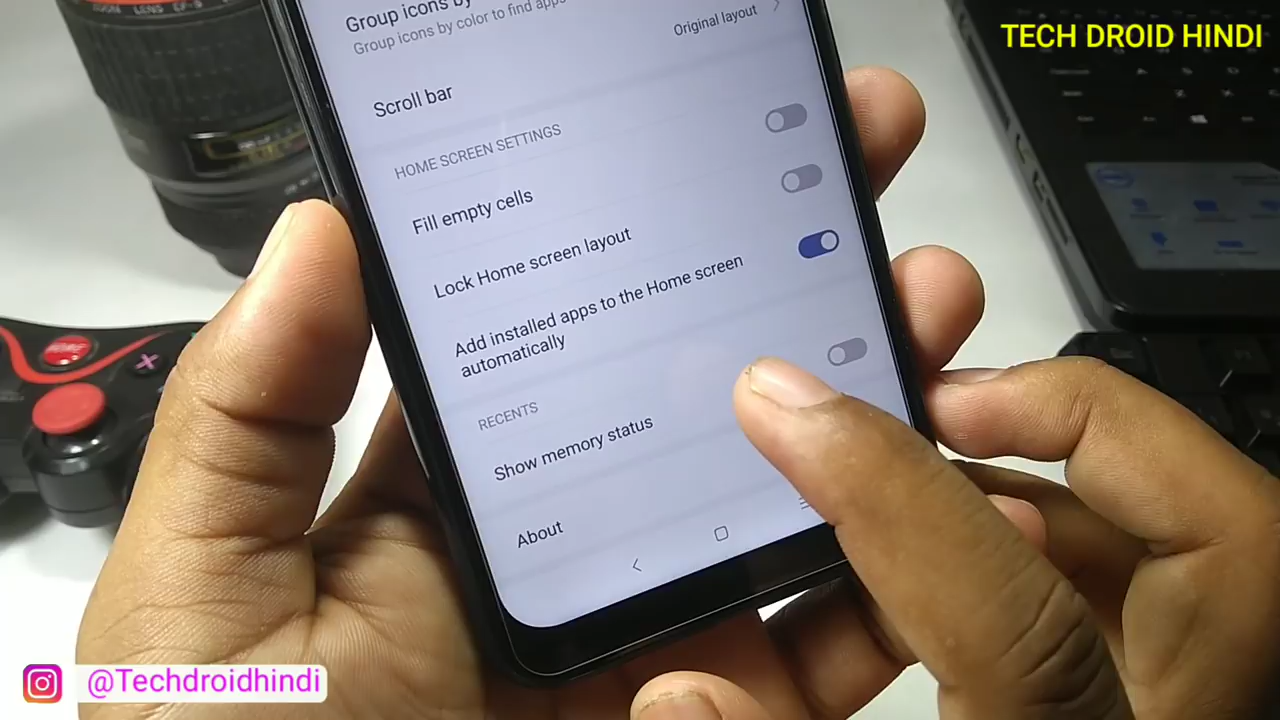 TECH DROID HINDI
Group icons by
Group icons by color to find apps
Original layout
Scroll bar
HOME SCREEN SETTINGS
Fill empty cells
Lock Home screen layout
Add installed apps to the Home screen
automatically
RECENTS
Show memory status
About
HOME
@Techdroidhindi